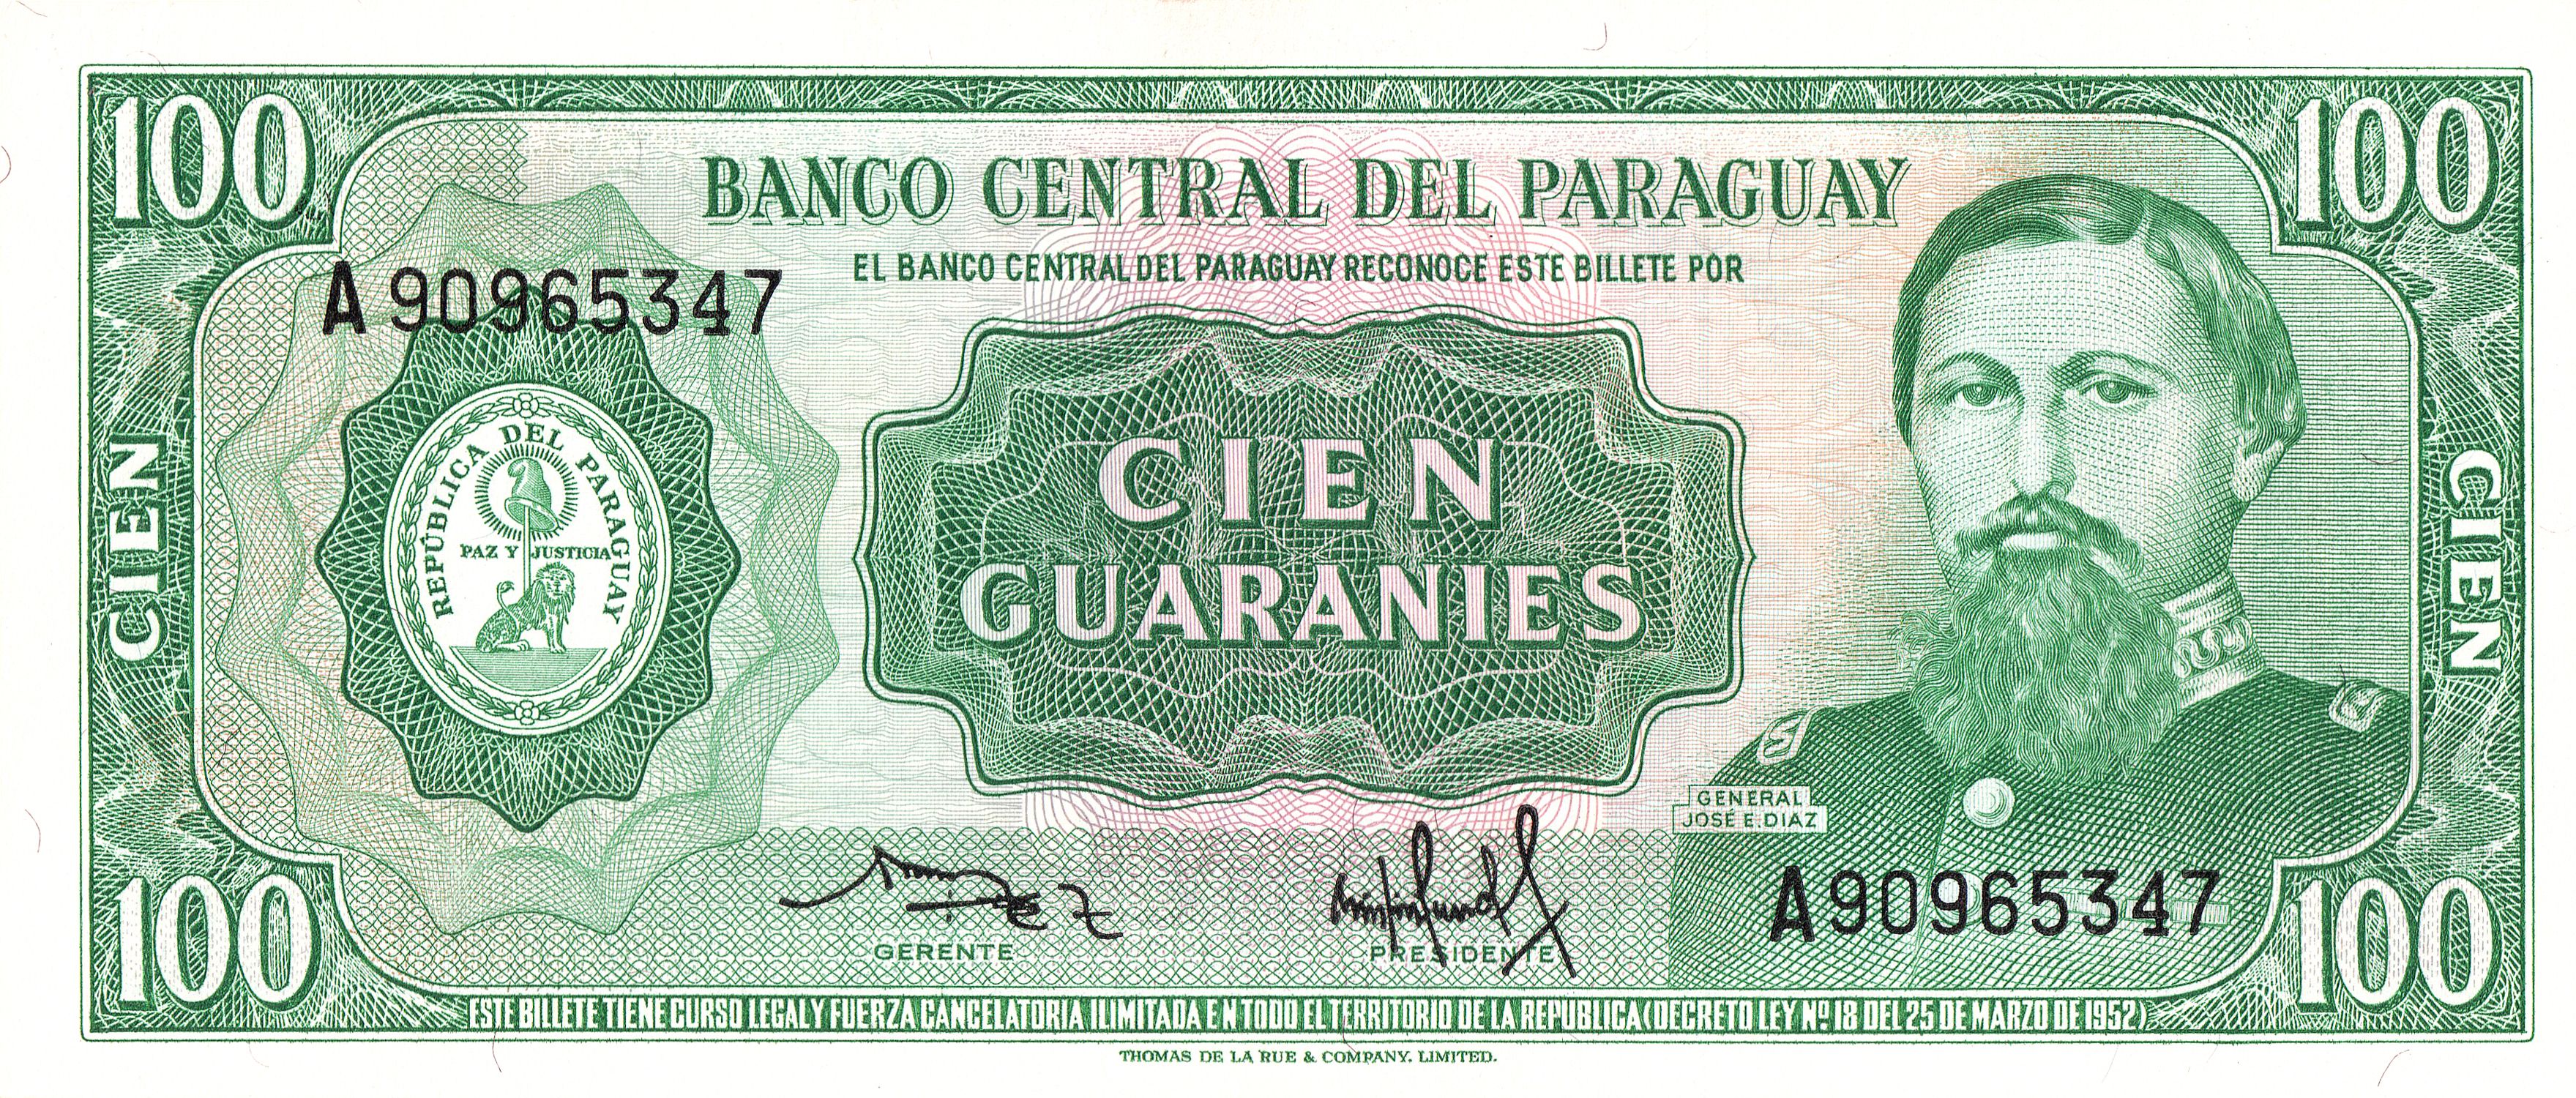 100
100
BANCO CENTRAL DEL PARAGUAY
EL BANCO CENTRAL DEL PARAGUAY RECONOCE ESTE BILLETE POR
A90965347
REPÚBLICA DEL PARAGUAY
PAZ Y JUSTICIA
CIEN
CIEN
GUARANIES
CIEN
GENERAL
JOSÉ E. DIAZ
A90965347
GERENTE
PRESIDENTE
100
100
ESTE BILLETE TIENE CURSO LEGAL Y FUERZA CANCELATORIA ILIMITADA EN TODO EL TERRITORIO DE LA REPUBLICA (DECRETO LEY Nº 18 DEL 25 DE MARZO DE 1952)
THOMAS DE LA RUE & COMPANY, LIMITED.